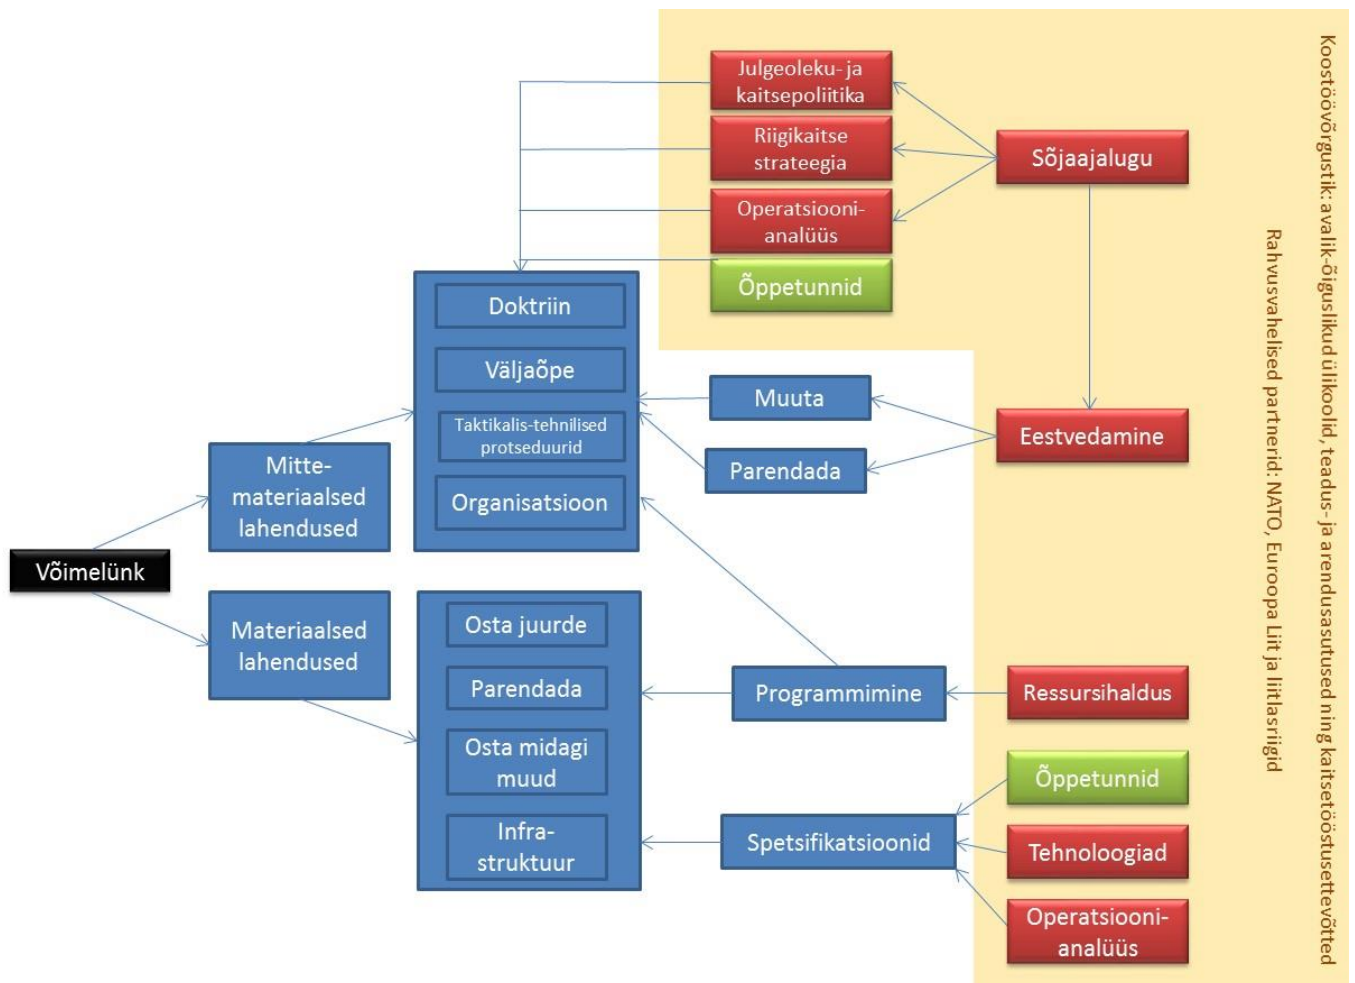 Julgeoleku- ja
kaitsepoliitika
Riigikaitse
strateegia
Operatsiooni-
analüüs
Õppetunnid
Sõjaajalugu
Doktriin
Väljaõpe
Taktikalis-tehnilised
protseduurid
Organisatsioon
Muuta
Parendada
Eestvedamine
Mitte-
materiaalsed
lahendused
Võimelünk
Materiaalsed
lahendused
Osta juurde
Parendada
Osta midagi
muud
Infra-
struktuur
Programmimine
Ressursihaldus
Spetsifikatsioonid
Õppetunnid
Tehnoloogiad
Operatsiooni-
analüüs
Koostöövõrgustik: avalik-õiguslikud ülikoolid, teadus- ja arendusasutused ning kaitsetööstusettevõtted
Rahvusvahelised partnerid: NATO, Euroopa Liit ja liitlasriigid